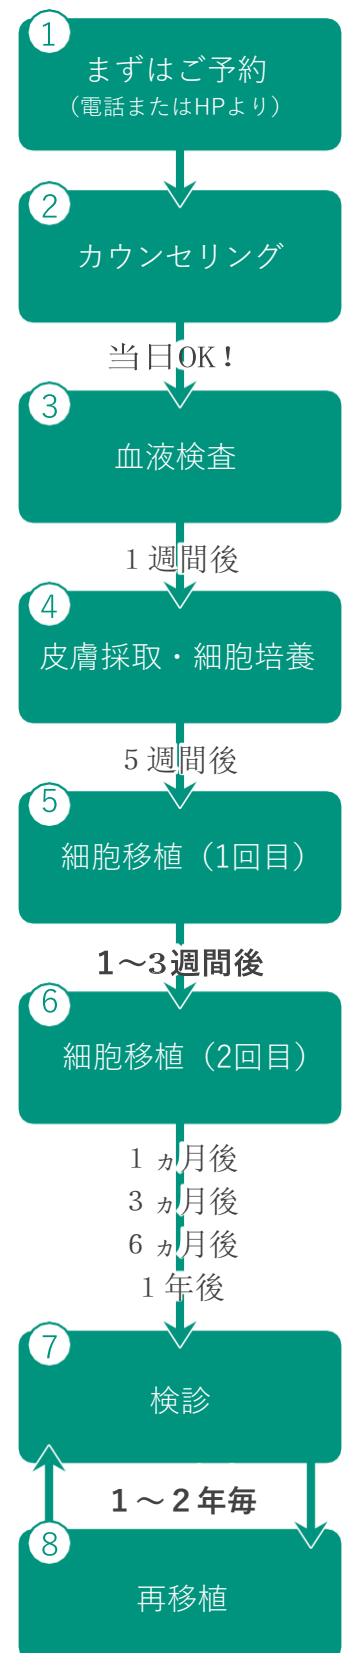 1
まずはご予約
（電話またはHPより）
2
カウンセリング
当日OK！
3
血液検査
1週間後
4
皮膚採取・細胞培養
5週間後
5
細胞移植（1回目）
1〜3週間後
6
細胞移植（2回目）
1ヵ月後
3ヵ月後
6ヵ月後
1年後
7
検診
1〜2年毎
8
再移植